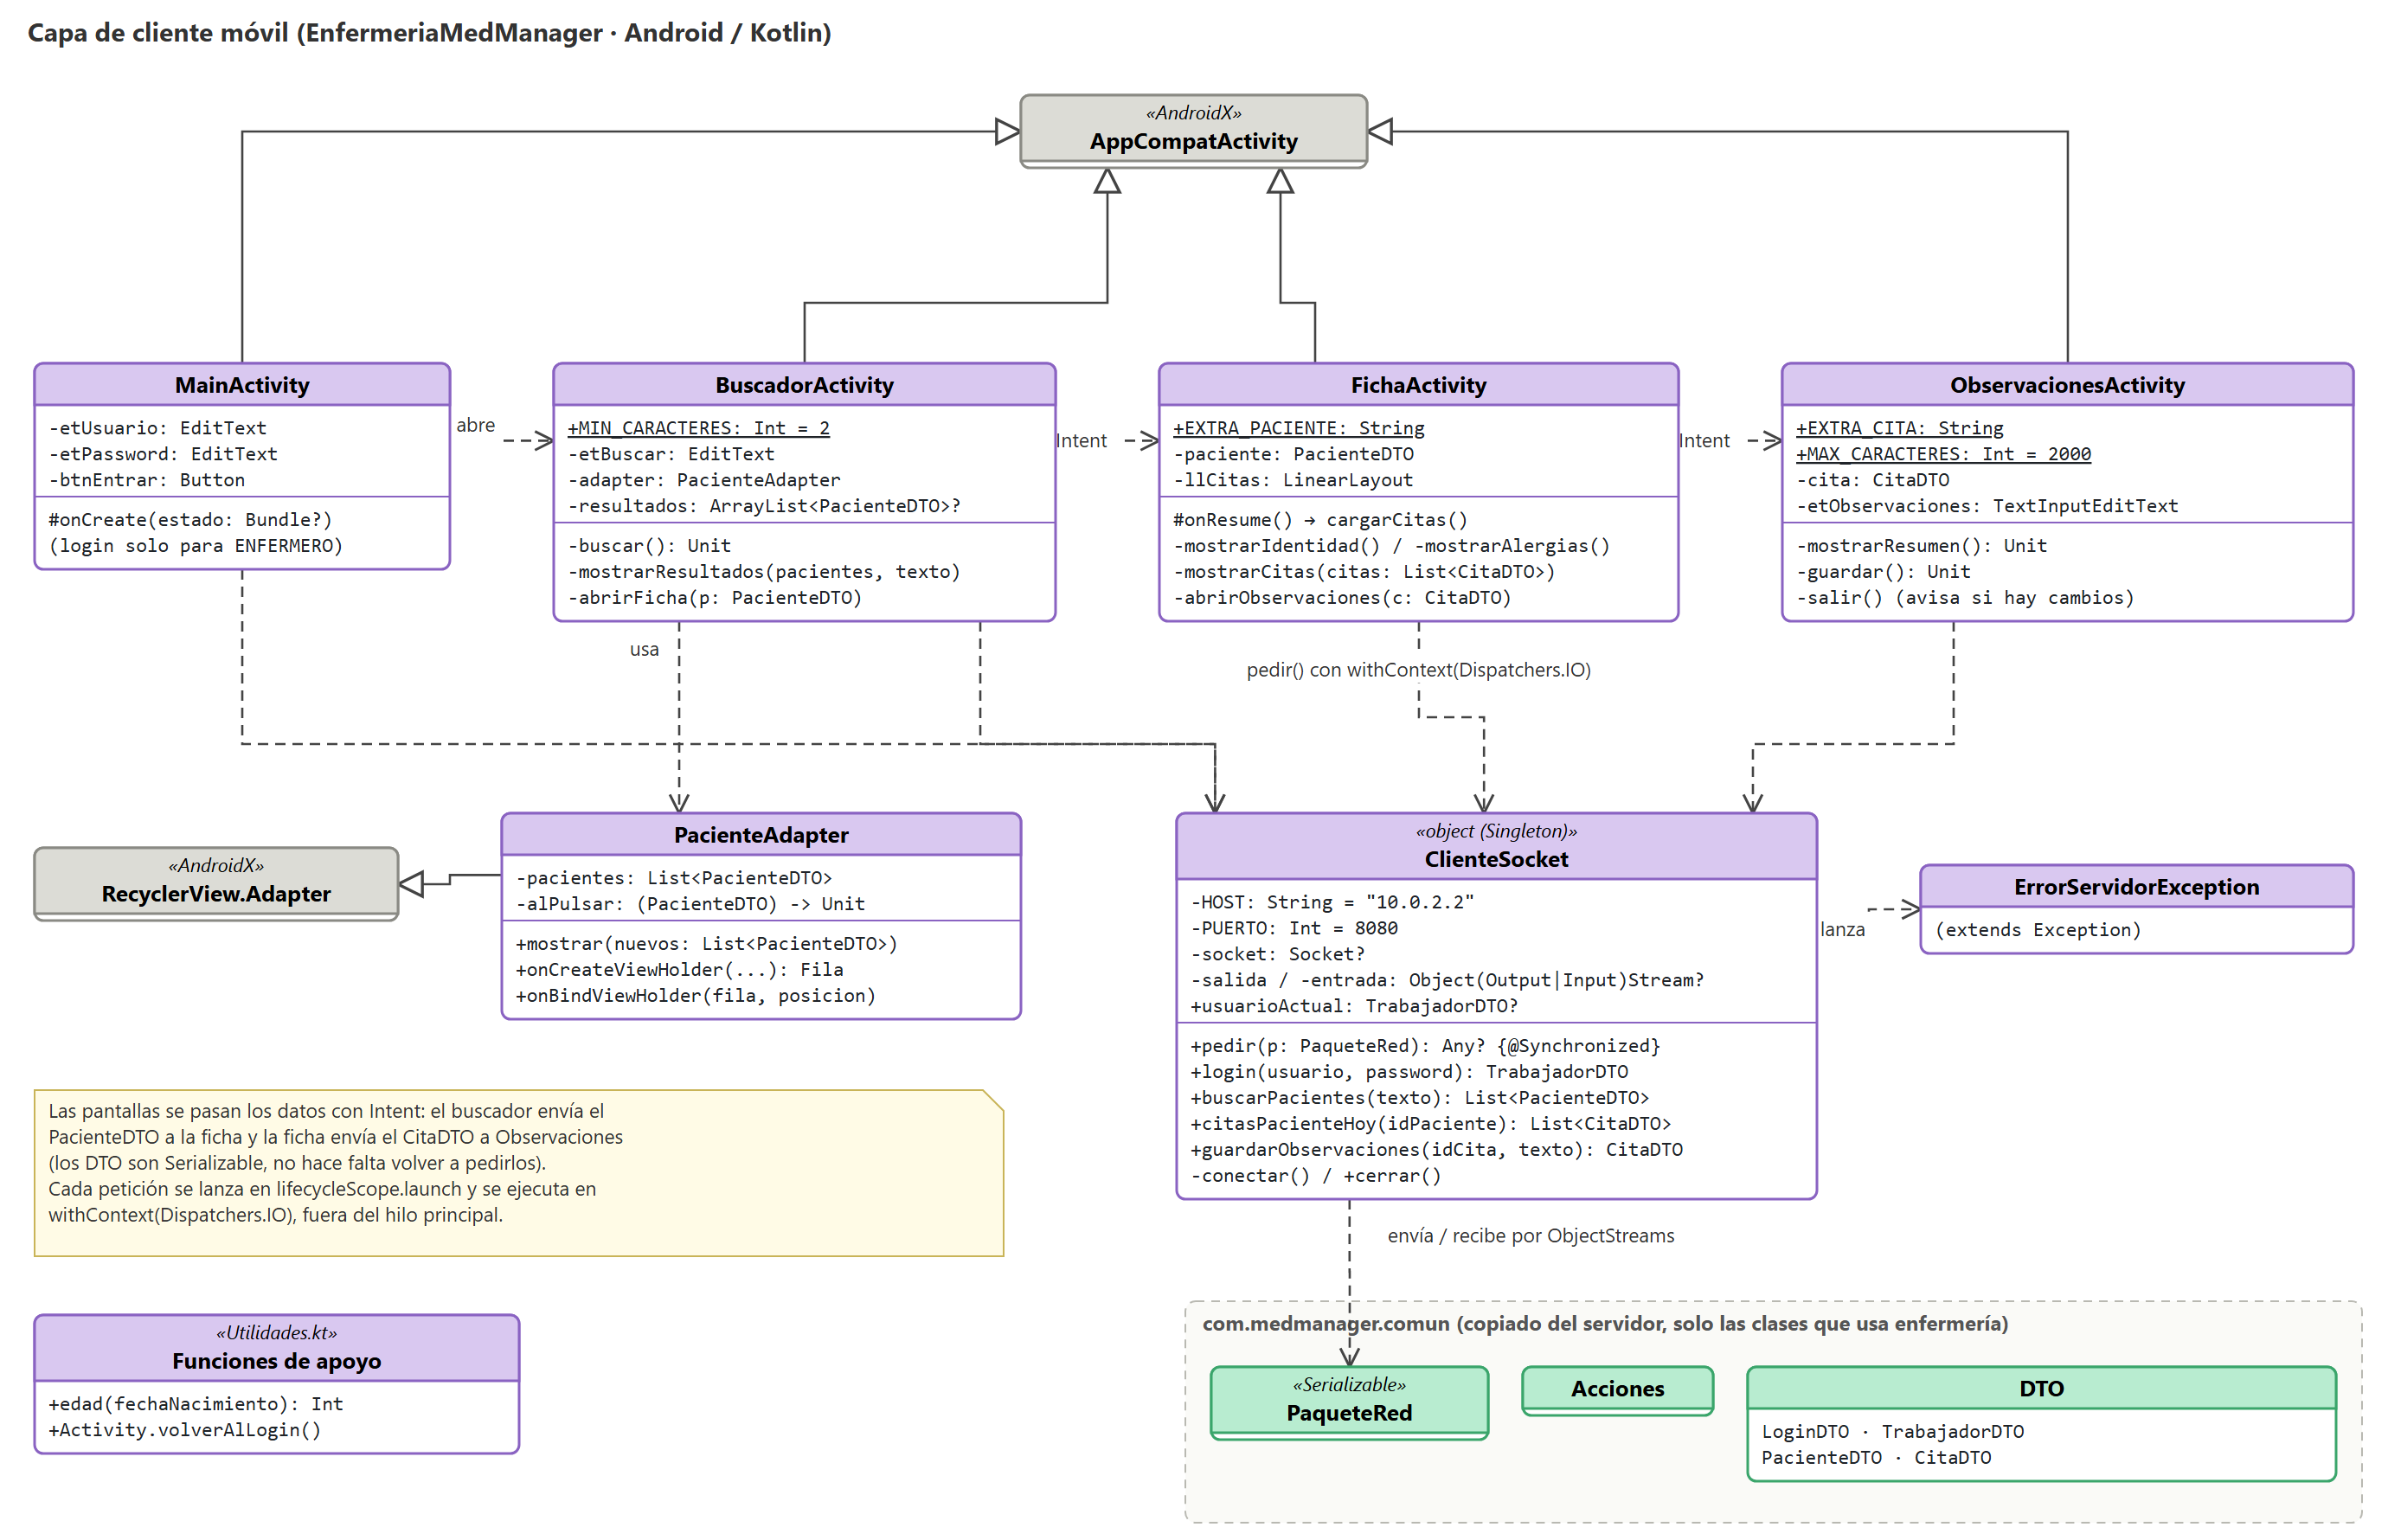 Capa de cliente móvil (EnfermeriaMedManager · Android / Kotlin)
«AndroidX»
AppCompatActivity
MainActivity
-etUsuario: EditText
-etPassword: EditText
-btnEntrar: Button
#onCreate(estado: Bundle?)
(login solo para ENFERMERO)
abre
BuscadorActivity
+MIN_CARACTERES: Int = 2
-etBuscar: EditText
-adapter: PacienteAdapter
-resultados: ArrayList<PacienteDTO>?
-buscar(): Unit
-mostrarResultados(pacientes, texto)
-abrirFicha(p: PacienteDTO)
Intent
FichaActivity
+EXTRA_PACIENTE: String
-paciente: PacienteDTO
-llCitas: LinearLayout
#onResume() → cargarCitas()
-mostrarIdentidad() / -mostrarAlergias()
-mostrarCitas(citas: List<CitaDTO>)
-abrirObservaciones(c: CitaDTO)
Intent
ObservacionesActivity
+EXTRA_CITA: String
+MAX_CARACTERES: Int = 2000
-cita: CitaDTO
-etObservaciones: TextInputEditText
-mostrarResumen(): Unit
-guardar(): Unit
-salir() (avisa si hay cambios)
usa
pedir() con withContext(Dispatchers.IO)
«AndroidX»
RecyclerView.Adapter
PacienteAdapter
-pacientes: List<PacienteDTO>
-alPulsar: (PacienteDTO) -> Unit
+mostrar(nuevos: List<PacienteDTO>)
+onCreateViewHolder(...): Fila
+onBindViewHolder(fila, posicion)
«object (Singleton)»
ClienteSocket
-HOST: String = "10.0.2.2"
-PUERTO: Int = 8080
-socket: Socket?
-salida / -entrada: Object(Output|Input)Stream?
+usuarioActual: TrabajadorDTO?
+pedir(p: PaqueteRed): Any? {@Synchronized}
+login(usuario, password): TrabajadorDTO
+buscarPacientes(texto): List<PacienteDTO>
+citasPacienteHoy(idPaciente): List<CitaDTO>
+guardarObservaciones(idCita, texto): CitaDTO
-conectar() / +cerrar()
lanza
ErrorServidorException
(extends Exception)
Las pantallas se pasan los datos con Intent: el buscador envía el
PacienteDTO a la ficha y la ficha envía el CitaDTO a Observaciones
(los DTO son Serializable, no hace falta volver a pedirlos).
Cada petición se lanza en lifecycleScope.launch y se ejecuta en
withContext(Dispatchers.IO), fuera del hilo principal.
envía / recibe por ObjectStreams
«Utilidades.kt»
Funciones de apoyo
+edad(fechaNacimiento): Int
+Activity.volverAlLogin()
com.medmanager.comun (copiado del servidor, solo las clases que usa enfermería)
«Serializable»
PaqueteRed
Acciones
DTO
LoginDTO · TrabajadorDTO
PacienteDTO · CitaDTO